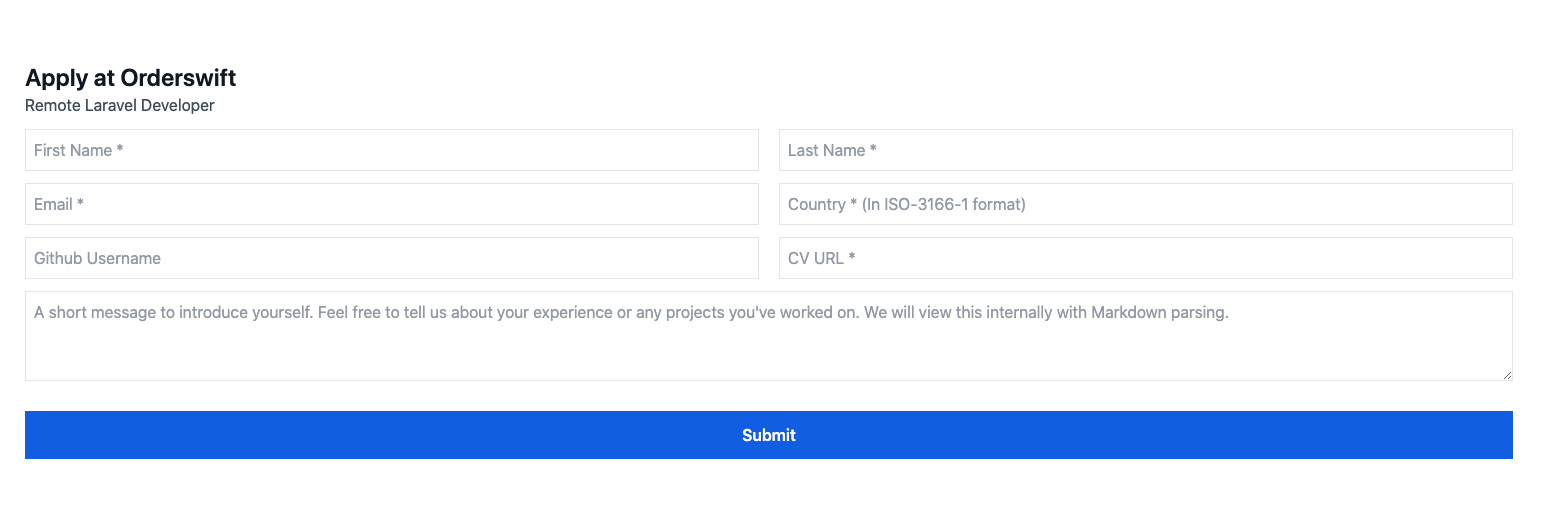 Apply at Orderswift
Remote Laravel Developer
First Name *
Last Name *
Email *
Country * (In ISO-3166-1 format)
Github Username
CV URL *
A short message to introduce yourself. Feel free to tell us about your experience or any projects you've worked on. We will view this internally with Markdown parsing.
Submit